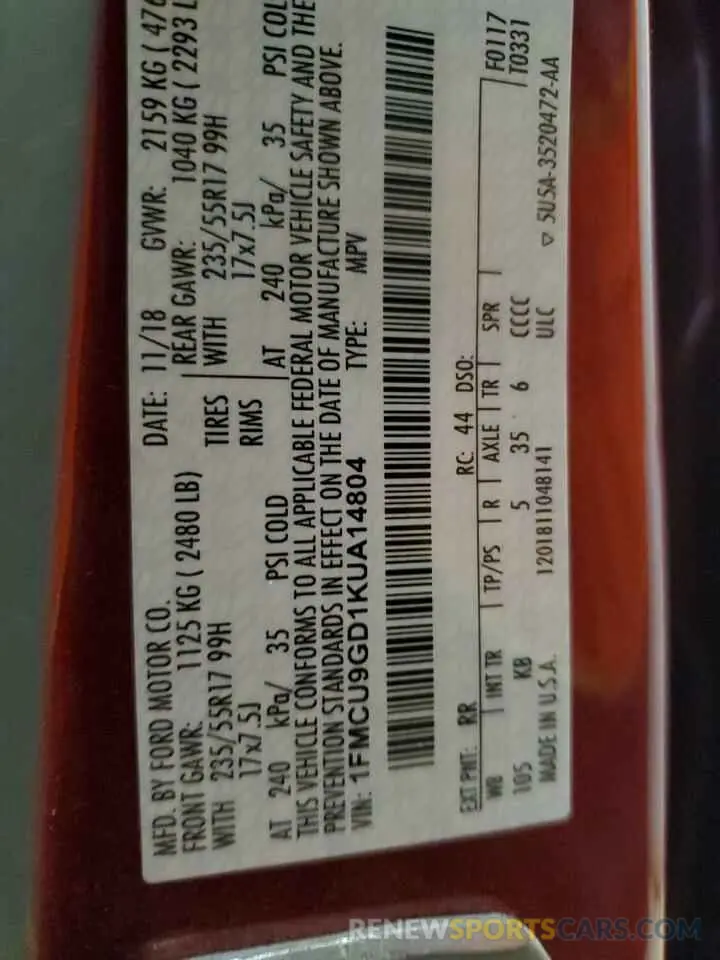 MFD. BY FORD MOTOR CO.
DATE: 11/18 GVWR: 2159 KG ( 476
FRONT GAWR: 1125 KG ( 2480 LB)
REAR GAWR: 1040 KG ( 2293 L
WITH 235/55R17 99H
TIRES WITH 235/55R17 99H
17x7.5J
RIMS 17x7.5J
AT 240 kPa/ 35 PSI COLD
AT 240 kPa/ 35 PSI COL
THIS VEHICLE CONFORMS TO ALL APPLICABLE FEDERAL MOTOR VEHICLE SAFETY AND THE
PREVENTION STANDARDS IN EFFECT ON THE DATE OF MANUFACTURE SHOWN ABOVE.
VIN: 1FMCU9GD1KUA14804 TYPE: MPV
EXT PNT: RR RC: 44 DSO: F0117
T0331
WB INT TR TP/PS R AXLE TR SPR
105 KB 5 35 6 CCCC
MADE IN U.S.A. 1201811048141 ULC ▽ 5USA-3520472-AA
RENEWSPORTSCARS.COM